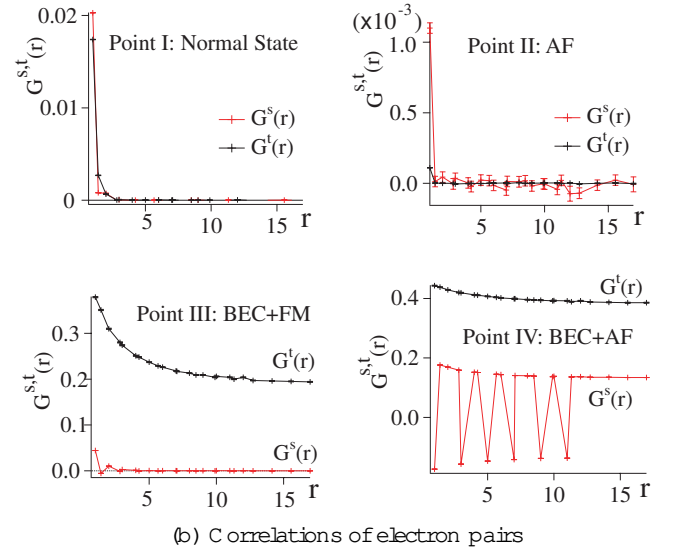 Point I: Normal State
G^s(r)
G^t(r)
G^{s,t}(r)
0.02
0.01
0
5
10
15
r
(x10^-3)
Point II: AF
G^s(r)
G^t(r)
G^{s,t}(r)
1.0
0.5
0.0
5
10
15
r
Point III: BEC+FM
G^t(r)
G^s(r)
G^{s,t}(r)
0.3
0.2
0.1
0.0
5
10
15
r
G^t(r)
Point IV: BEC+AF
G^s(r)
G^{s,t}(r)
0.4
0.2
0.0
5
10
15
r
(b) Correlations of electron pairs